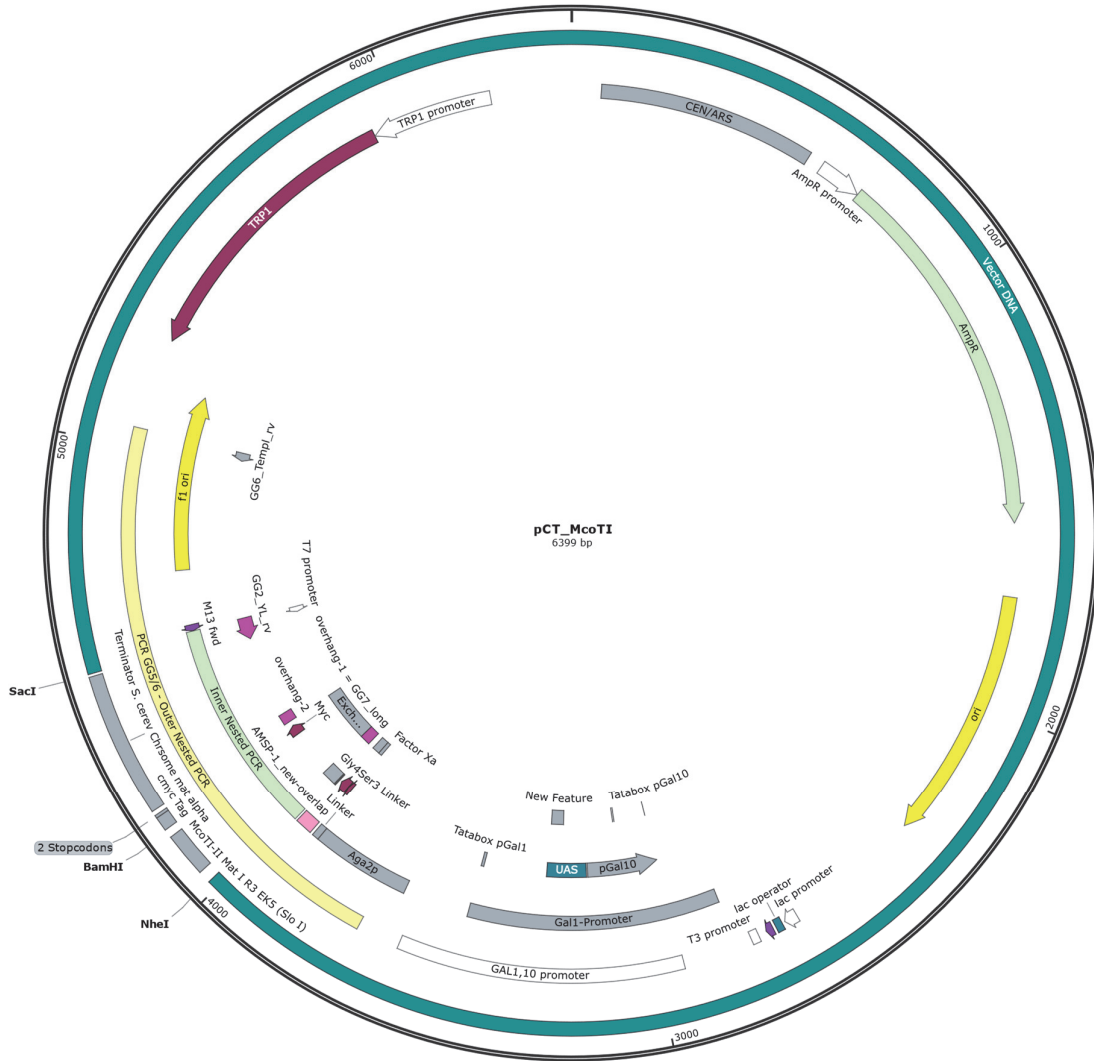 6000
TRP1 promoter
CEN/ARS
AmpR promoter
TRP1
1000
Vector DNA
AmpR
5000
f1 ori
GG6_Templ_rv
pCT_McoTI
6399 bp
T7 promoter
GG2_YL_rv
M13 fwd
overhang-1 = GG7_long
PCR GG5/6 - Outer Nested PCR
Terminator S. cerev Chrsome mat alpha
SacI
Inner Nested PCR
overhang-2
Myc
Exch...
Factor Xa
ori
2000
AMSP-1_new-overlap
Gly4Ser3 Linker
Linker
New Feature
Tatabox pGal10
Tatabox pGal1
cmyc Tag
2 Stopcodons
BamHI
McoTI-II Mat I R3 EK5 (Slo I)
Aga2p
UAS
pGal10
NheI
4000
Gal1-Promoter
lac operator
lac promoter
T3 promoter
GAL1,10 promoter
3000